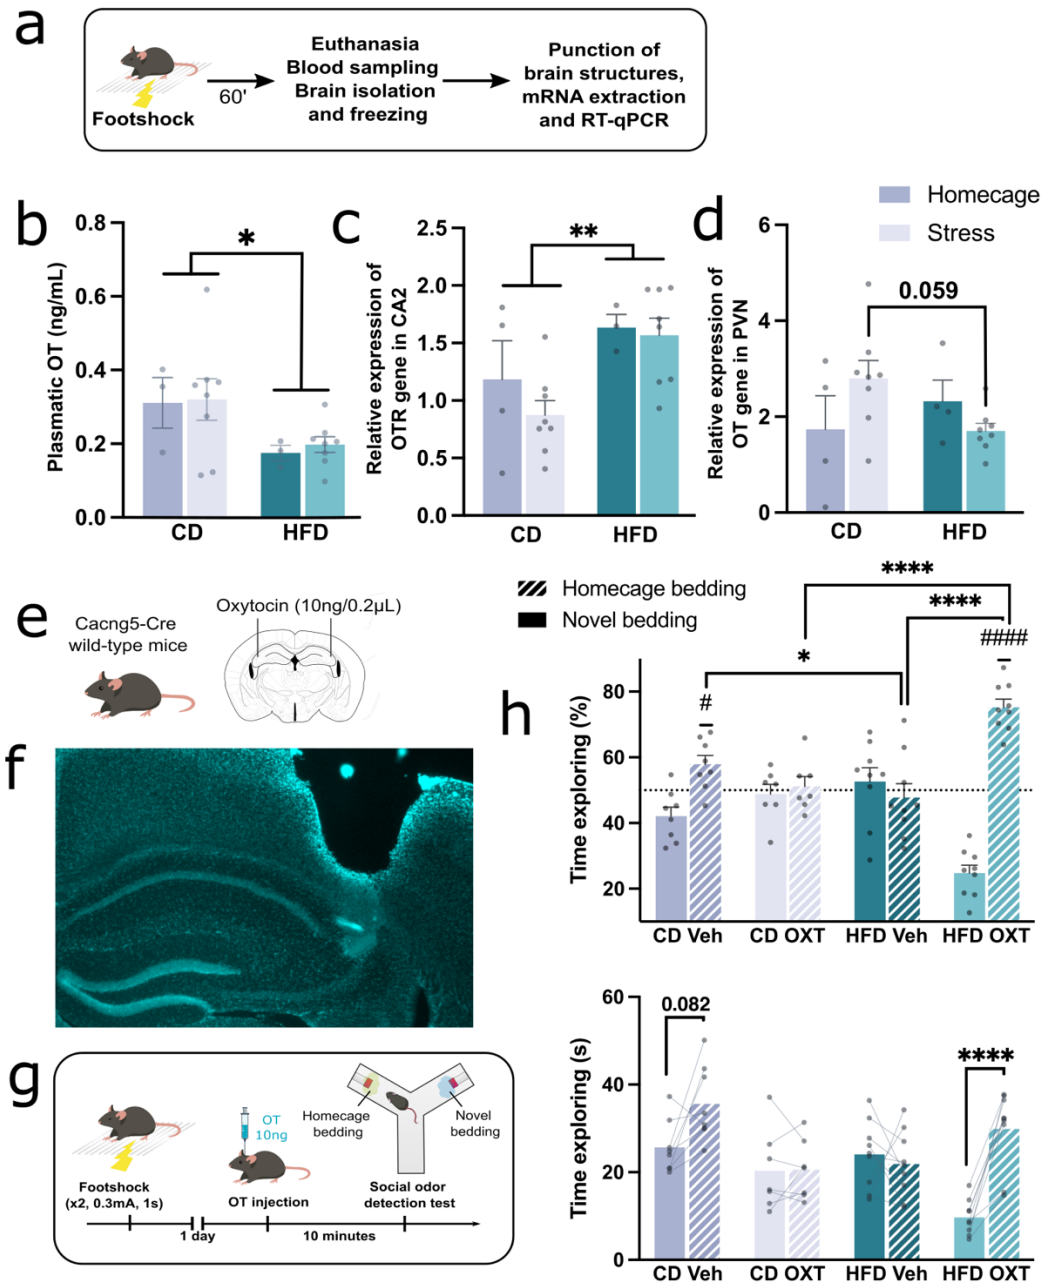 a
Footshock
60'
Euthanasia
Blood sampling
Brain isolation
and freezing
Punction of
brain structures,
mRNA extraction
and RT-qPCR
b
Plasmatic OT (ng/mL)
0.8
0.6
0.4
0.2
0.0
*
CD
HFD
c
Relative expression of
OTR gene in CA2
2.5
2.0
1.5
1.0
0.5
0.0
**
CD
HFD
Homecage
Stress
d
Relative expression of
OT gene in PVN
6
4
2
0
0.059
CD
HFD
e
Cacng5-Cre
wild-type mice
Oxytocin (10ng/0.2µL)
f
g
Footshock
(x2, 0.3mA, 1s)
1 day
OT
10ng
OT injection
10 minutes
Homecage
bedding
Novel
bedding
Social odor
detection test
Homecage bedding
Novel bedding
h
Time exploring (%)
80
60
40
20
#
*
****
****
####
CD Veh
CD OXT
HFD Veh
HFD OXT
Time exploring (s)
60
40
20
0
0.082
****
CD Veh
CD OXT
HFD Veh
HFD OXT